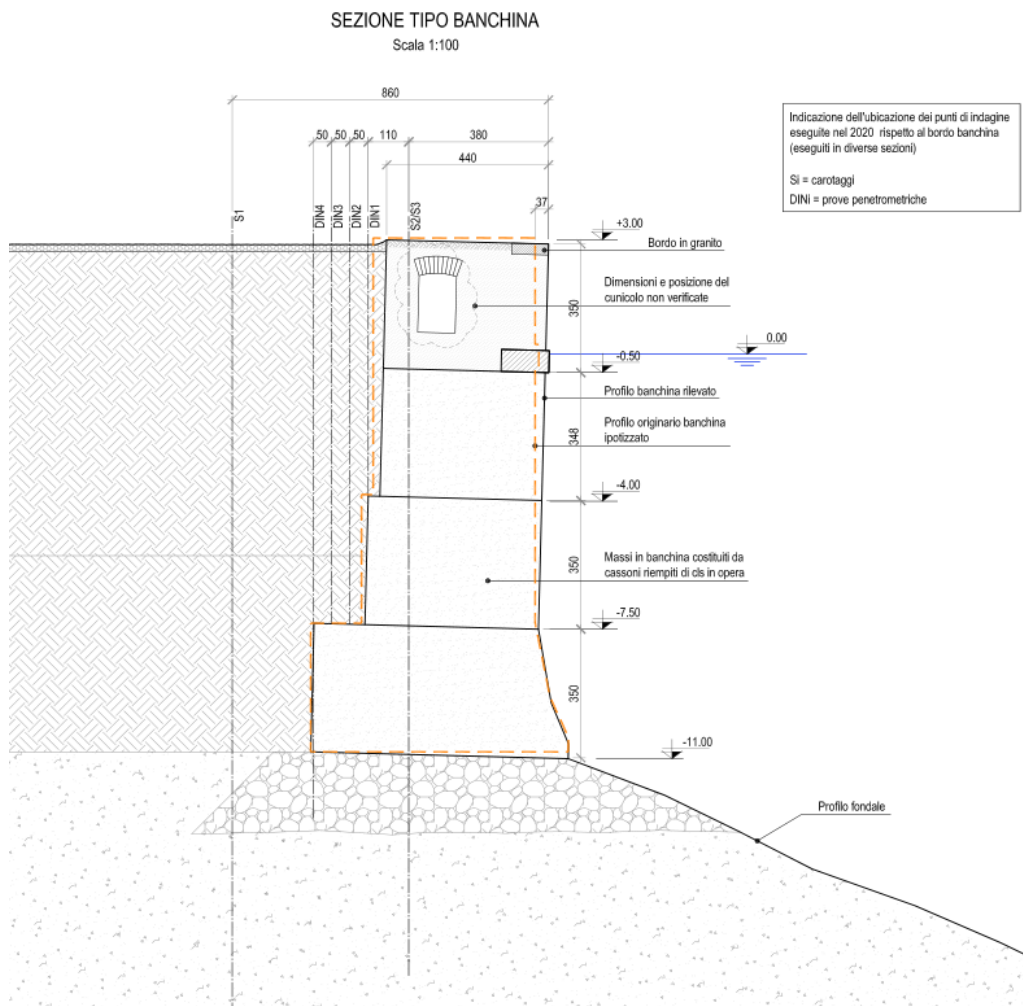 SEZIONE TIPO BANCHINA
Scala 1:100
860
50
50
50
110
380
440
37
S1
DIN4
DIN3
DIN2
DIN1
S2/S3
Indicazione dell'ubicazione dei punti di indagine
eseguite nel 2020 rispetto al bordo banchina
(eseguiti in diverse sezioni)
Si = carotaggi
DINi = prove penetrometriche
+3.00
Bordo in granito
Dimensioni e posizione del
cunicolo non verificate
350
0.00
-0.50
Profilo banchina rilevato
Profilo originario banchina
ipotizzato
348
-4.00
Massi in banchina costituiti da
cassoni riempiti di cls in opera
350
-7.50
350
-11.00
Profilo fondale